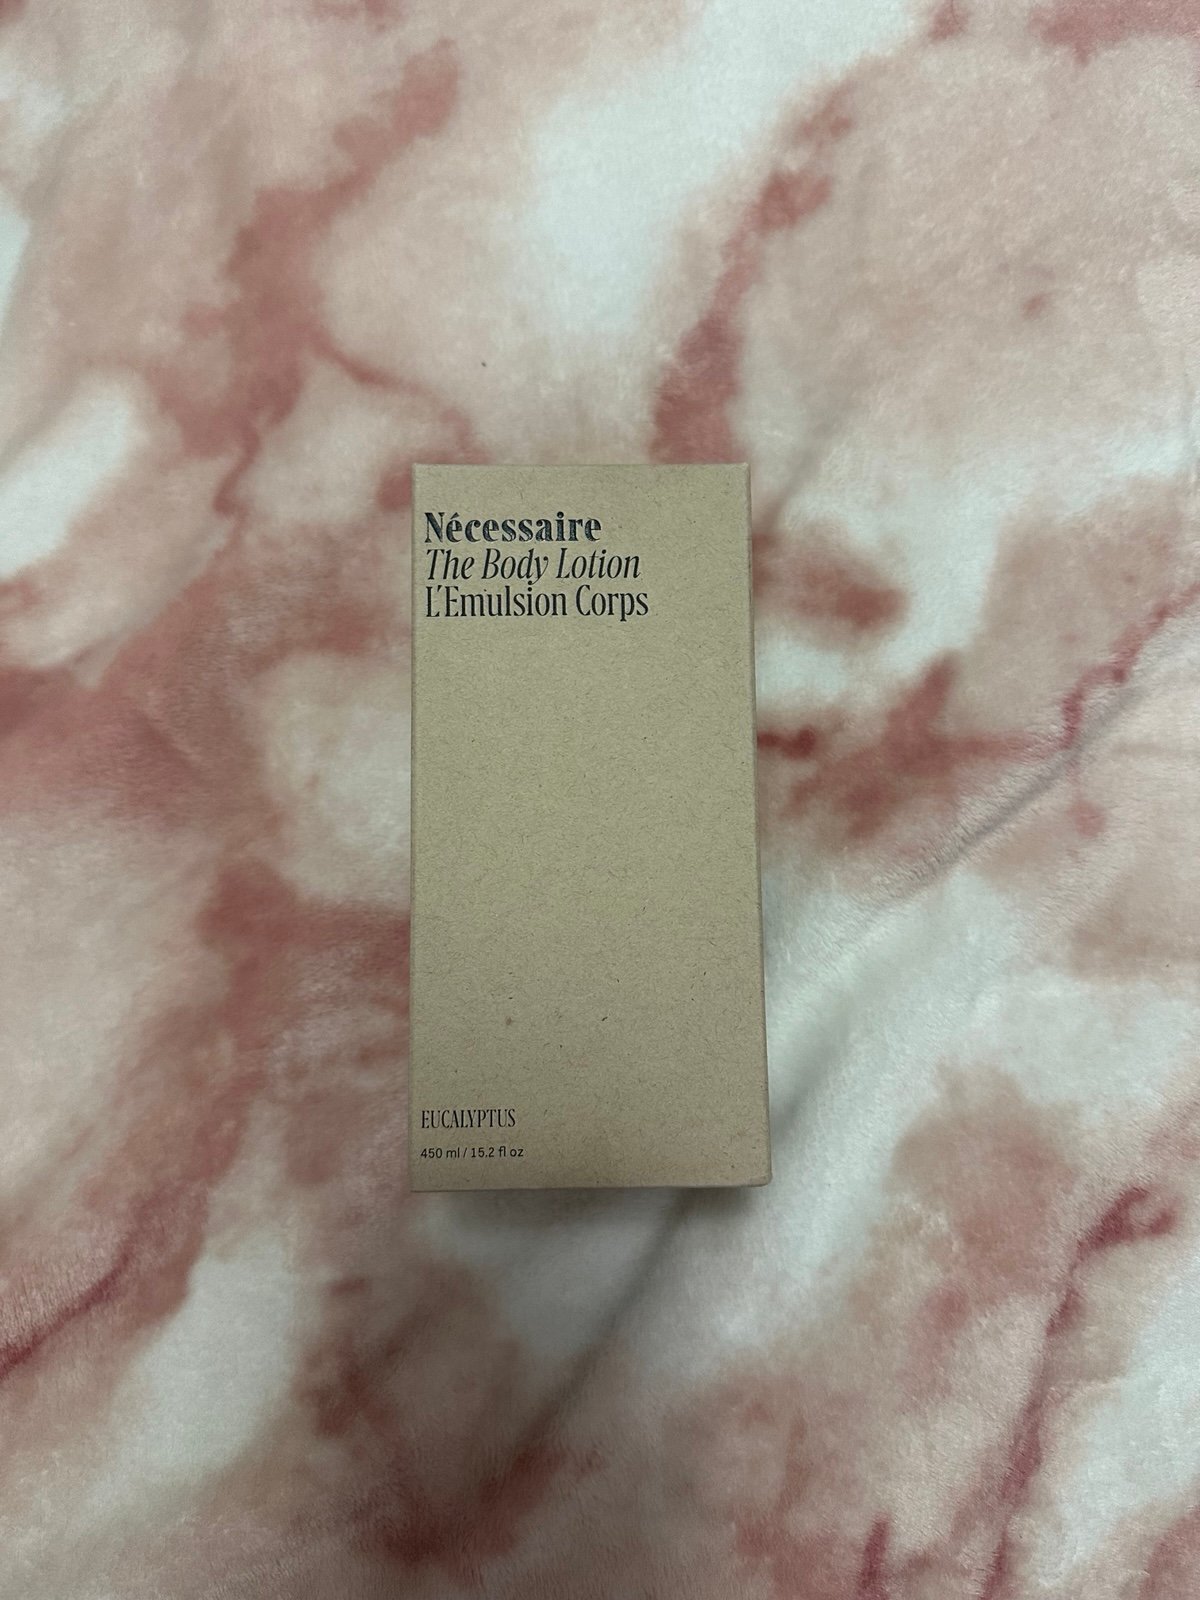 Nécessaire
The Body Lotion
L'Emulsion Corps
EUCALYPTUS
450 ml / 15.2 fl oz